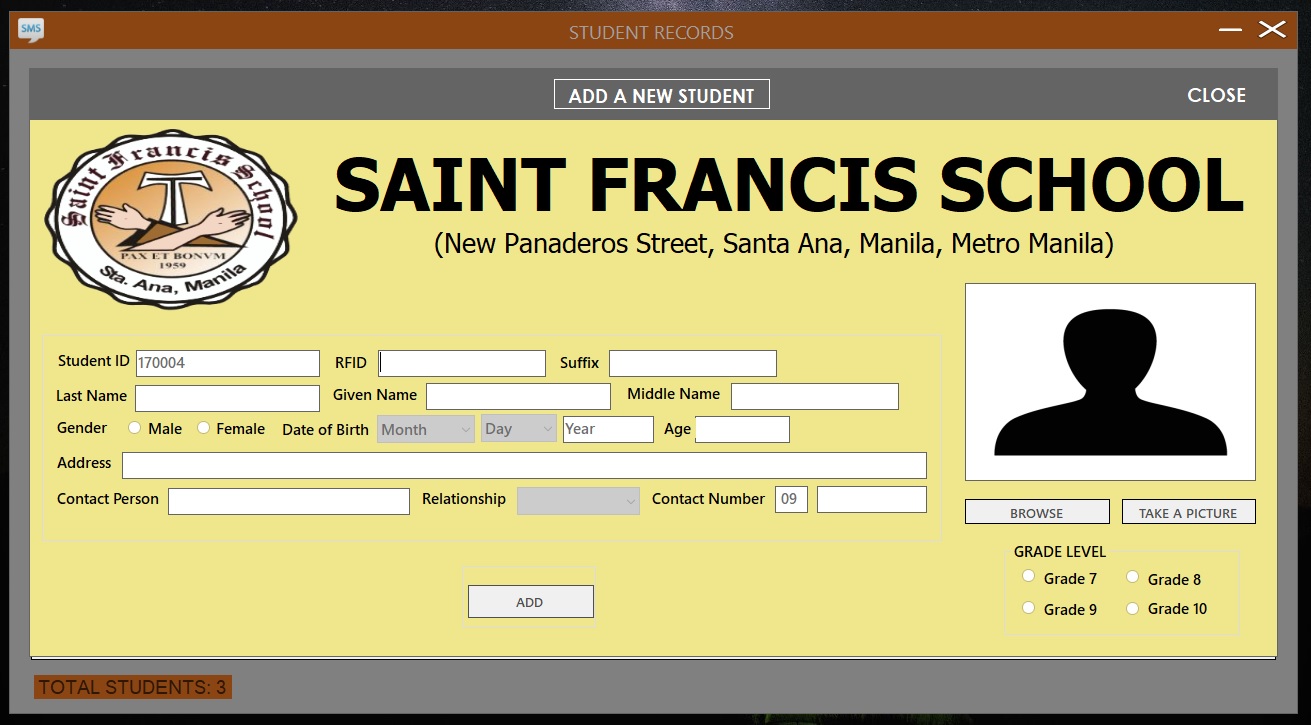 SMS
STUDENT RECORDS
ADD A NEW STUDENT
CLOSE
Saint Francis School
PAX ET BONVM
1959
Sta. Ana, Manila
SAINT FRANCIS SCHOOL
(New Panaderos Street, Santa Ana, Manila, Metro Manila)
Student ID 170004 RFID Suffix
Last Name Given Name Middle Name
Gender Male Female Date of Birth Month Day Year Age
Address
Contact Person Relationship Contact Number 09
BROWSE TAKE A PICTURE
GRADE LEVEL
Grade 7 Grade 8
Grade 9 Grade 10
ADD
TOTAL STUDENTS: 3